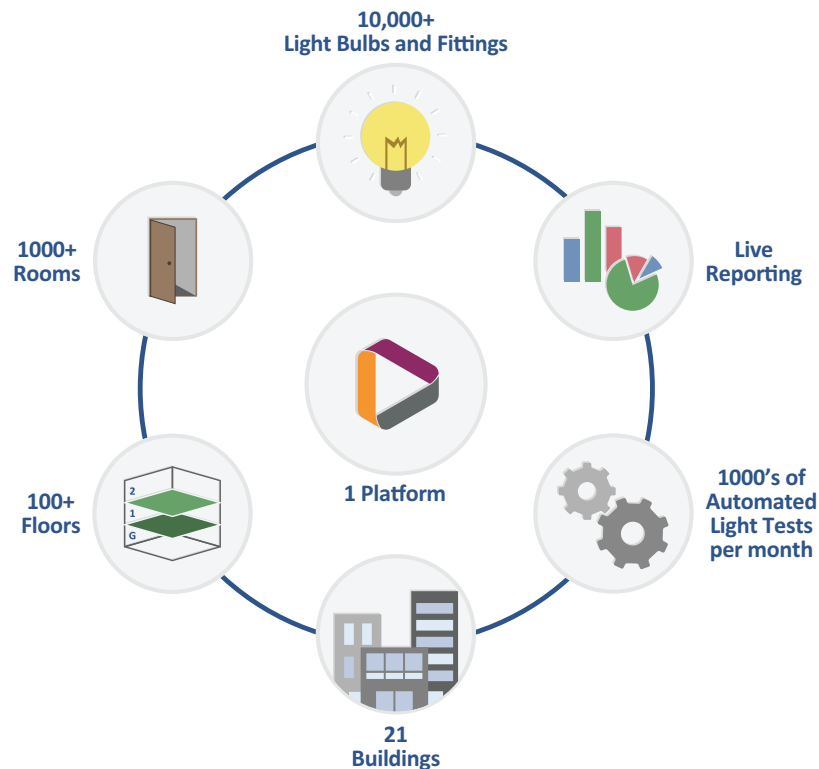 10,000+
Light Bulbs and Fittings
1000+
Rooms
Live
Reporting
1 Platform
100+
Floors
2
1
G
1000's of
Automated
Light Tests
per month
21
Buildings